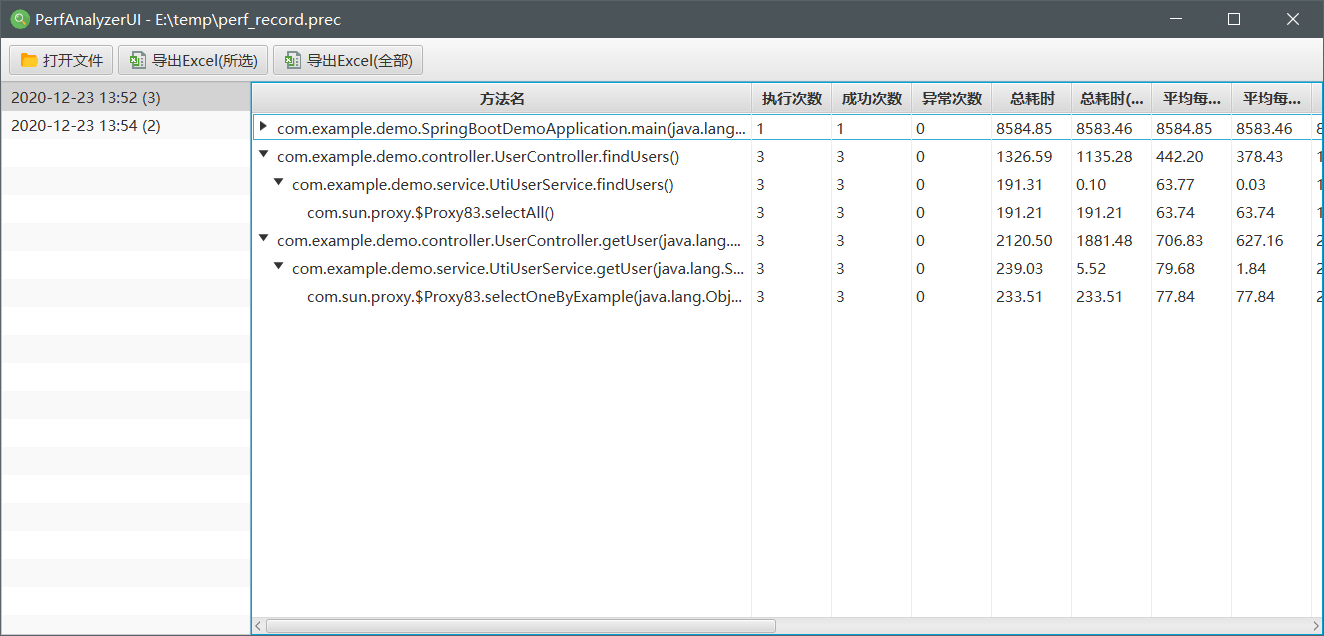 PerfAnalyzerUI - E:\temp\perf_record.prec
打开文件 导出Excel(所选) 导出Excel(全部)
2020-12-23 13:52 (3)
2020-12-23 13:54 (2)
方法名 执行次数 成功次数 异常次数 总耗时 总耗时(... 平均每... 平均每...
com.example.demo.SpringBootDemoApplication.main(java.lang... 1 1 0 8584.85 8583.46 8584.85 8583.46
com.example.demo.controller.UserController.findUsers() 3 3 0 1326.59 1135.28 442.20 378.43
com.example.demo.service.UtiUserService.findUsers() 3 3 0 191.31 0.10 63.77 0.03
com.sun.proxy.$Proxy83.selectAll() 3 3 0 191.21 191.21 63.74 63.74
com.example.demo.controller.UserController.getUser(java.lang.... 3 3 0 2120.50 1881.48 706.83 627.16
com.example.demo.service.UtiUserService.getUser(java.lang.S... 3 3 0 239.03 5.52 79.68 1.84
com.sun.proxy.$Proxy83.selectOneByExample(java.lang.Obj... 3 3 0 233.51 233.51 77.84 77.84